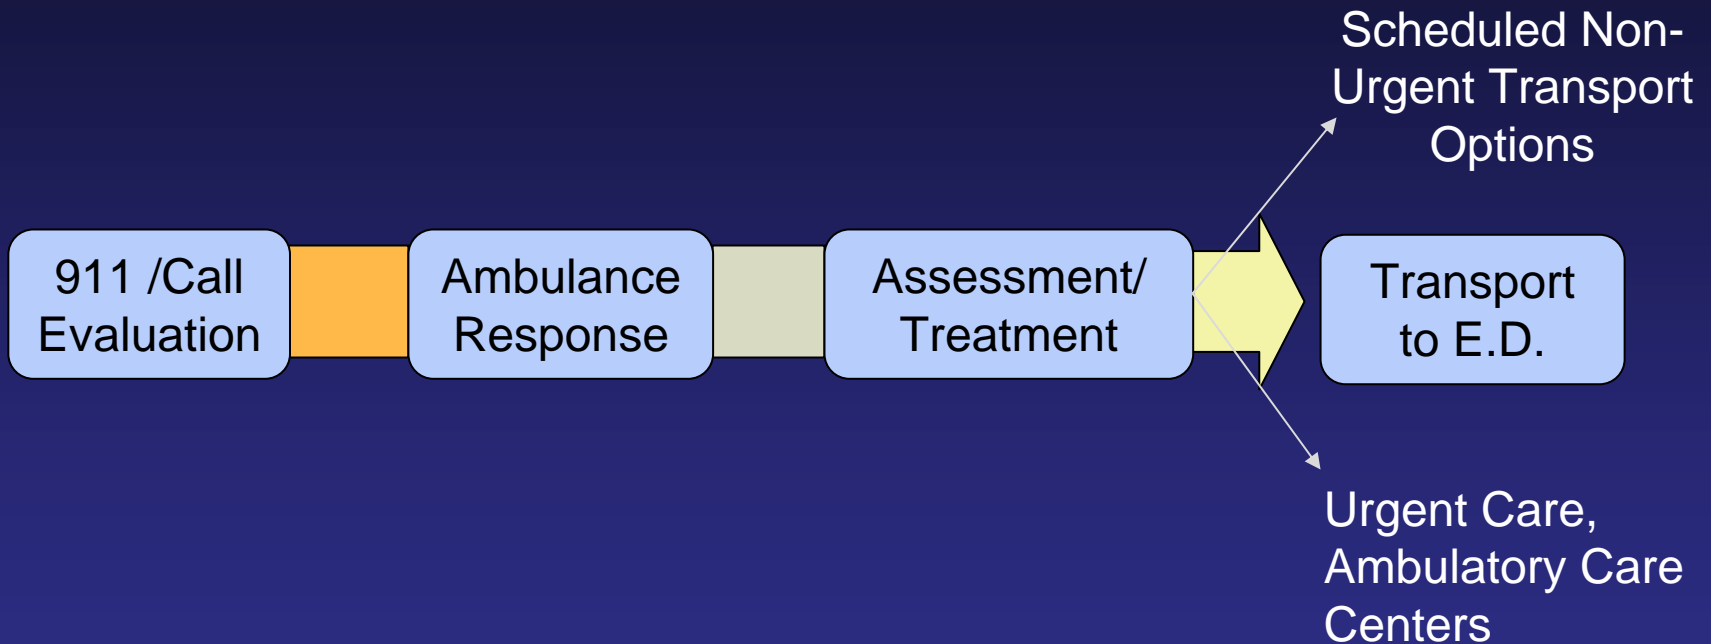 Scheduled Non-
Urgent Transport
Options
911 /Call
Evaluation
Ambulance
Response
Assessment/
Treatment
Transport
to E.D.
Urgent Care,
Ambulatory Care
Centers